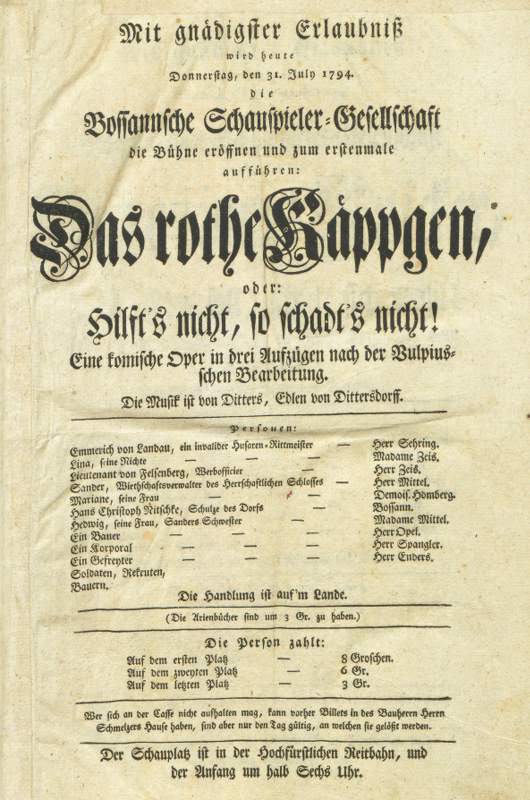 Mit gnädigster Erlaubniß
wird heute
Donnerstag, den 31. July 1794.
die
Bossannsche Schauspieler-Gesellschaft
die Bühne eröffnen und zum erstenmale
aufführen:
Das rothe Käppgen,
oder:
Hilft's nicht, so schadt's nicht!
Eine komische Oper in drei Aufzügen nach der Vulpius-
schen Bearbeitung.
Die Musik ist von Ditters, Edlen von Dittersdorff.
Personen:
Emmerich von Landau, ein invalider Husaren-Rittmeister — Herr Sehring.
Lina, seine Nichte — — — Madame Zeis.
Lieutenant von Felsenberg, Werbofficier — Herr Zeis.
Sander, Wirthschaftsverwalter des Herrschaftlichen Schlosses — Herr Mittel.
Mariane, seine Frau — — Demois. Homberg.
Hans Christoph Nitschke, Schulze des Dorfs — Bossann.
Hedwig, seine Frau, Sanders Schwester — Madame Mittel.
Ein Bauer — — — Herr Opel.
Ein Korporal — — — Herr Spangler.
Ein Gefreyter — — — Herr Enders.
Soldaten, Rekruten,
Bauern.
Die Handlung ist auf'm Lande.
(Die Arienbücher sind um 3 Gr. zu haben.)
Die Person zahlt:
Auf dem ersten Platz — 8 Groschen.
Auf dem zweyten Platz — 6 Gr.
Auf dem letzten Platz — 3 Gr.
Wer sich an der Casse nicht aufhalten mag, kann vorher Billets in des Bauherrn Herrn
Schmelzers Hause haben, sind aber nur den Tag gültig, an welchen sie gelößt werden.
Der Schauplatz ist in der Hochfürstlichen Reitbahn, und
der Anfang um halb Sechs Uhr.